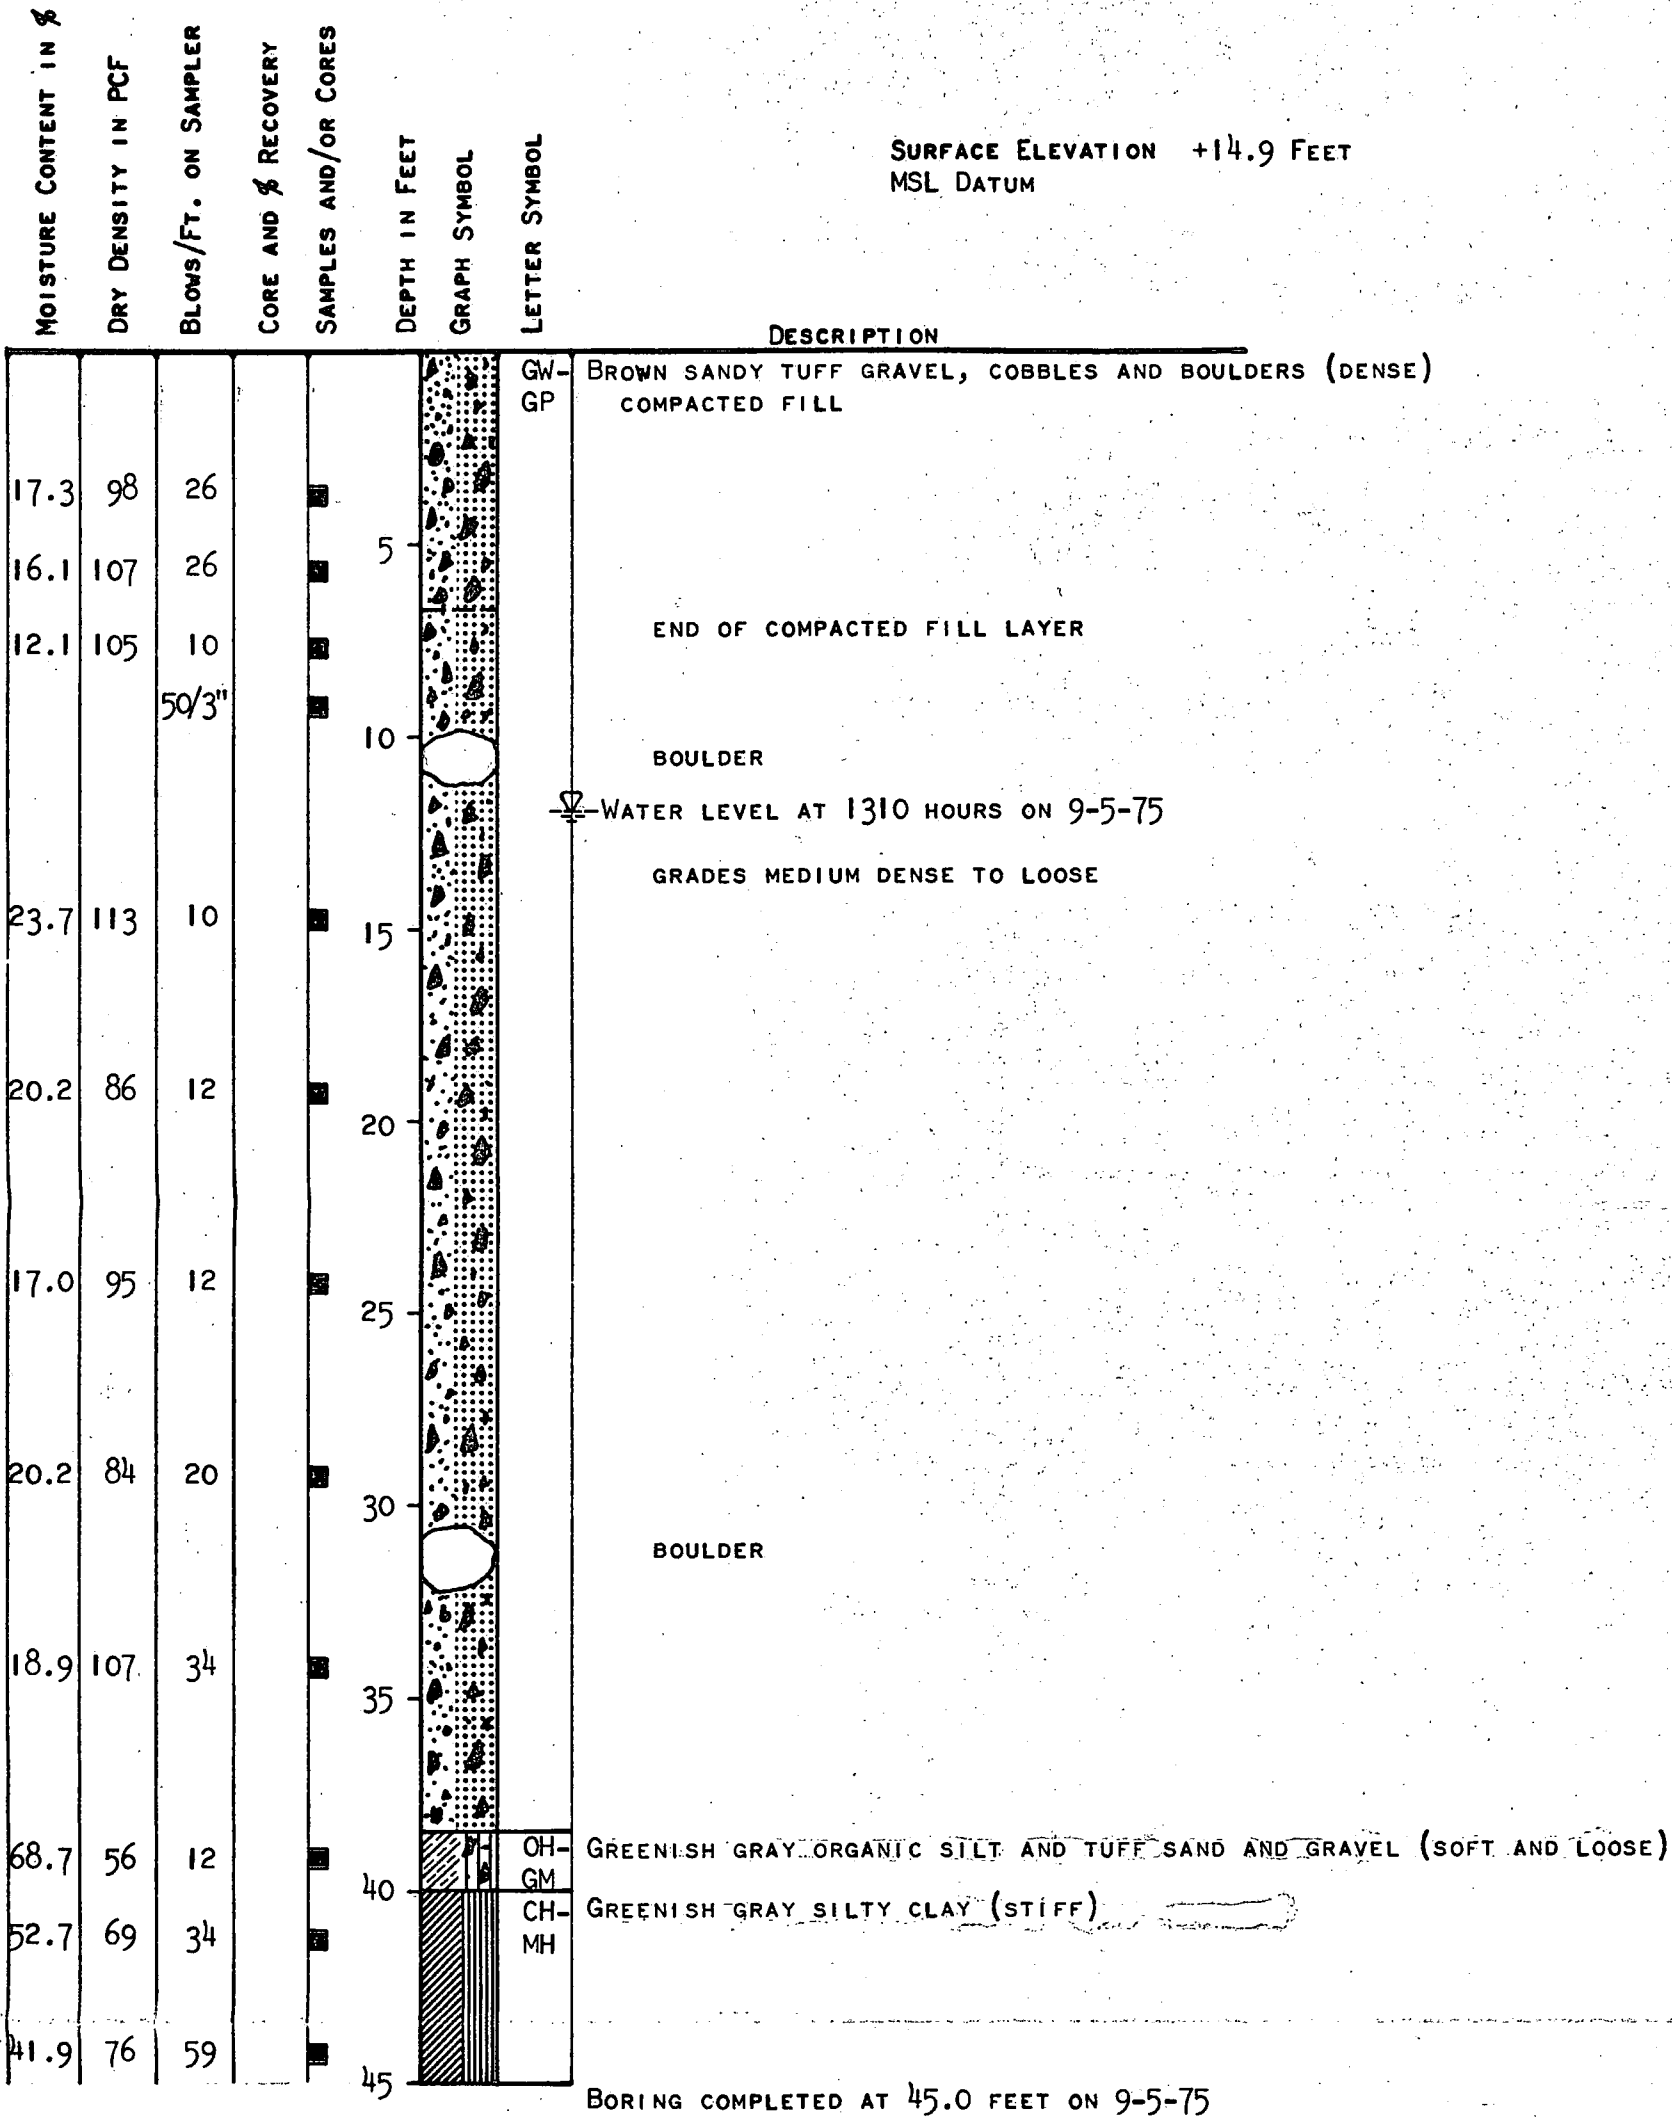 MOISTURE CONTENT IN %
DRY DENSITY IN PCF
BLOWS/FT. ON SAMPLER
CORE AND % RECOVERY
SAMPLES AND/OR CORES
DEPTH IN FEET
GRAPH SYMBOL
LETTER SYMBOL
SURFACE ELEVATION +14.9 FEET
MSL DATUM
DESCRIPTION
GW- BROWN SANDY TUFF GRAVEL, COBBLES AND BOULDERS (DENSE)
GP COMPACTED FILL
17.3 98 26
5
16.1 107 26
END OF COMPACTED FILL LAYER
12.1 105 10
50/3"
10
BOULDER
WATER LEVEL AT 1310 HOURS ON 9-5-75
GRADES MEDIUM DENSE TO LOOSE
23.7 113 10
15
20.2 86 12
20
17.0 95 12
25
20.2 84 20
30
BOULDER
18.9 107 34
35
OH- GREENISH GRAY ORGANIC SILT AND TUFF SAND AND GRAVEL (SOFT AND LOOSE)
68.7 56 12
GM
40
CH- GREENISH GRAY SILTY CLAY (STIFF)
52.7 69 34
MH
41.9 76 59
45
BORING COMPLETED AT 45.0 FEET ON 9-5-75